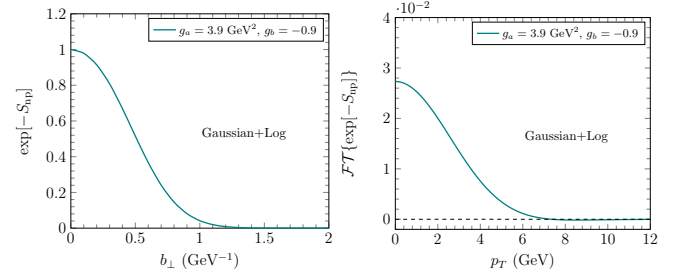 1.2
1
0.8
0.6
0.4
0.2
0
exp[−S_np]
g_a = 3.9 GeV², g_b = −0.9
Gaussian+Log
0 0.5 1 1.5 2
b_⊥ (GeV⁻¹)
·10⁻²
4
3
2
1
0
ℱ𝒯{exp[−S_np]}
g_a = 3.9 GeV², g_b = −0.9
Gaussian+Log
0 2 4 6 8 10 12
p_T (GeV)